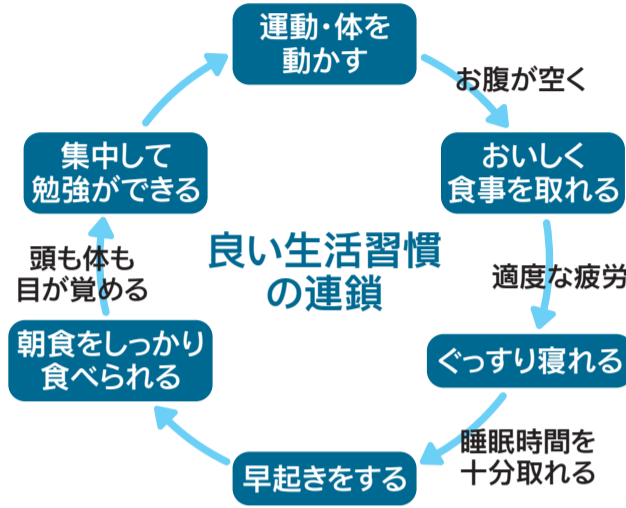 運動・体を
動かす
お腹が空く
おいしく
食事を取れる
適度な疲労
ぐっすり寝れる
睡眠時間を
十分取れる
早起きをする
朝食をしっかり
食べられる
頭も体も
目が覚める
集中して
勉強ができる
良い生活習慣
の連鎖